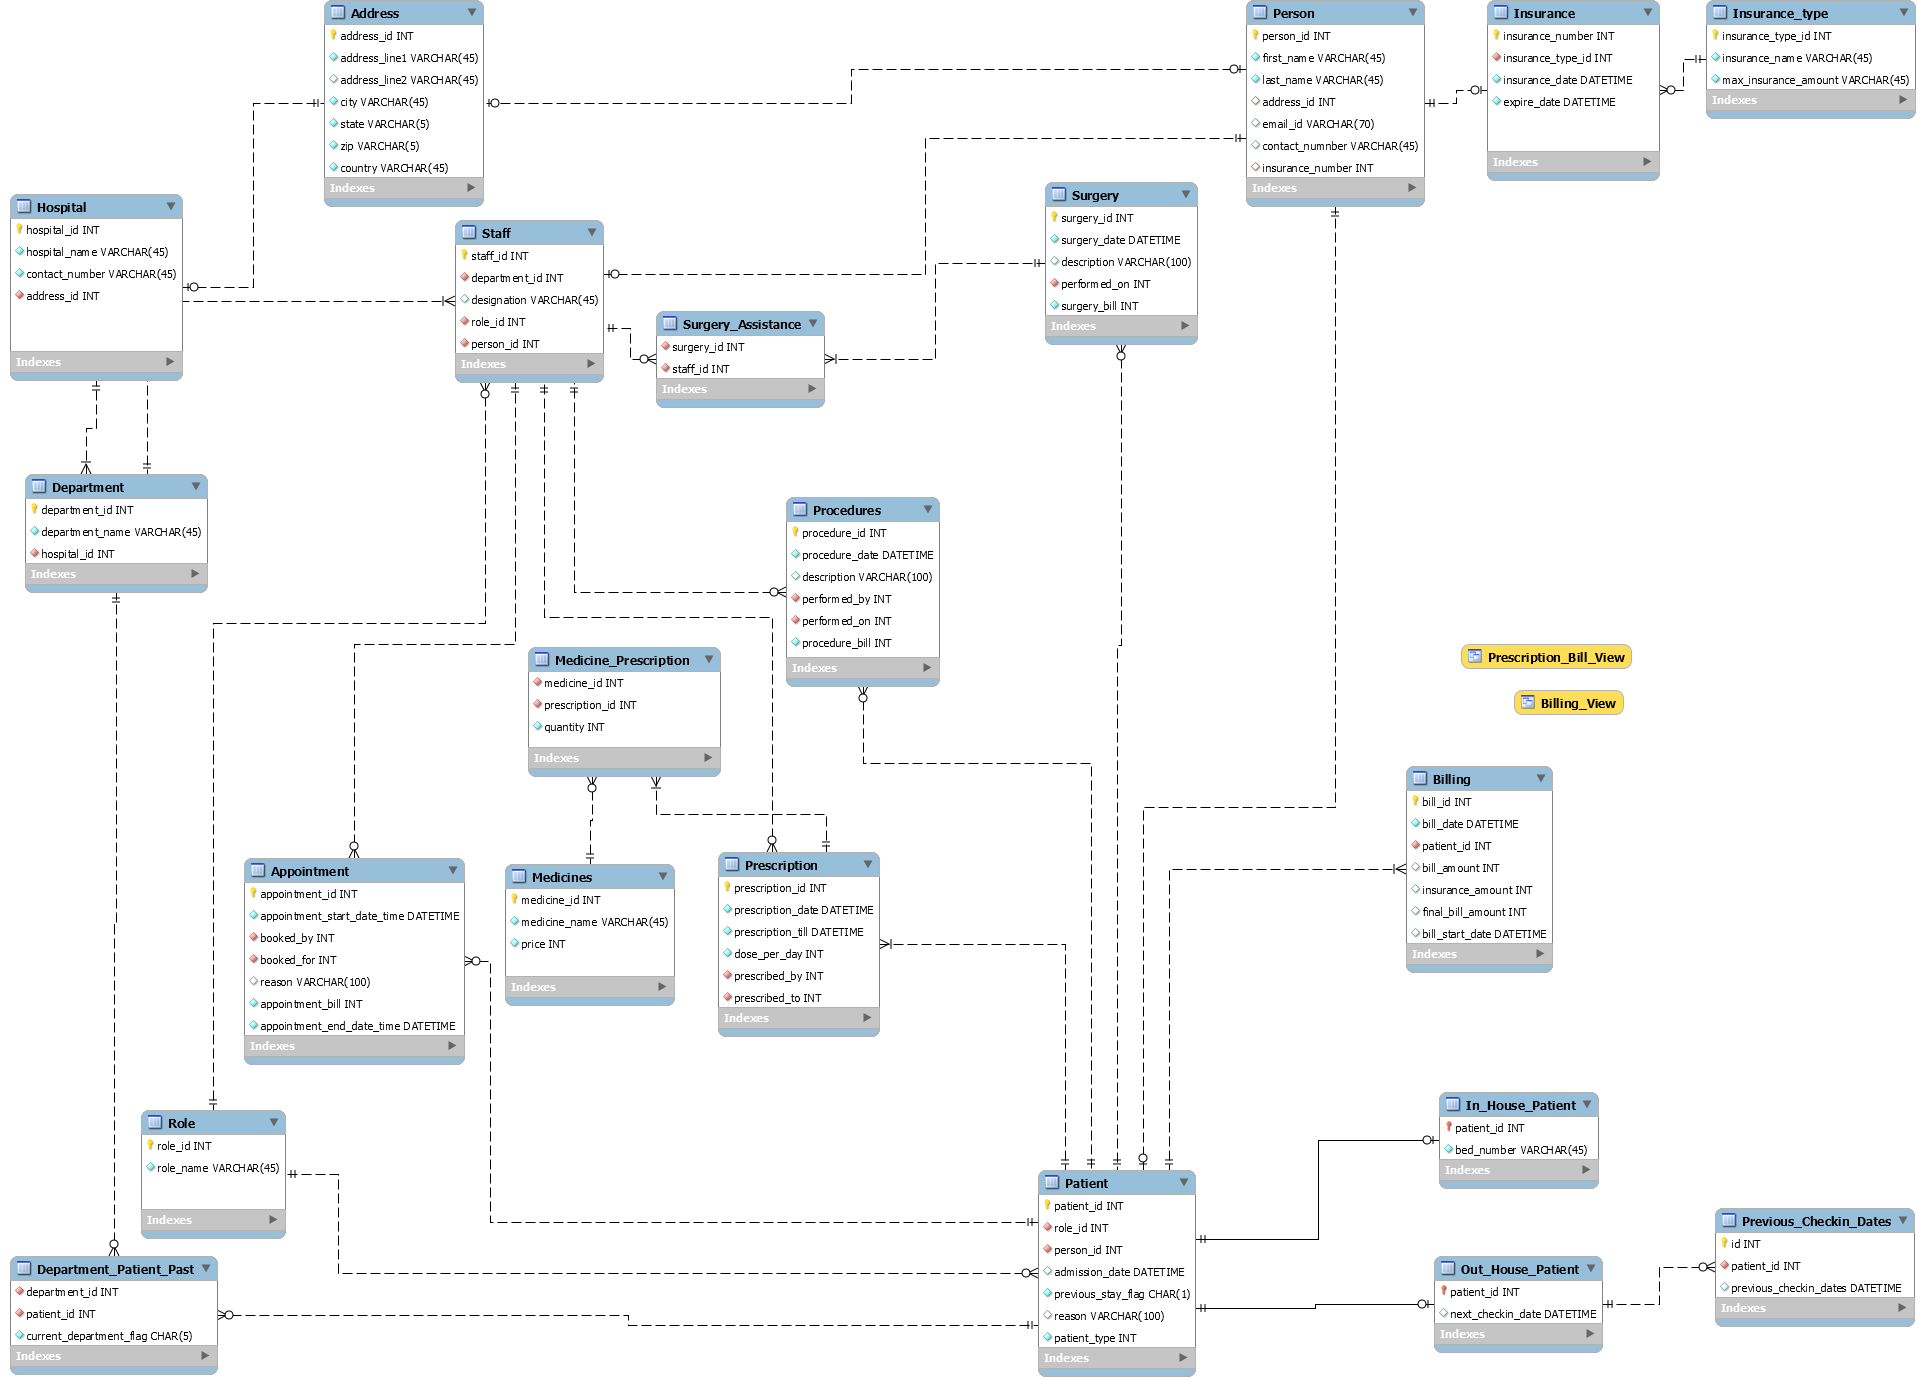 Address
address_id INT
address_line1 VARCHAR(45)
address_line2 VARCHAR(45)
city VARCHAR(45)
state VARCHAR(5)
zip VARCHAR(5)
country VARCHAR(45)
Indexes
Person
person_id INT
first_name VARCHAR(45)
last_name VARCHAR(45)
address_id INT
email_id VARCHAR(70)
contact_numnber VARCHAR(45)
insurance_number INT
Indexes
Insurance
insurance_number INT
insurance_type_id INT
insurance_date DATETIME
expire_date DATETIME
Indexes
Insurance_type
insurance_type_id INT
insurance_name VARCHAR(45)
max_insurance_amount VARCHAR(45)
Indexes
Hospital
hospital_id INT
hospital_name VARCHAR(45)
contact_number VARCHAR(45)
address_id INT
Indexes
Staff
staff_id INT
department_id INT
designation VARCHAR(45)
role_id INT
person_id INT
Indexes
Surgery_Assistance
surgery_id INT
staff_id INT
Indexes
Surgery
surgery_id INT
surgery_date DATETIME
description VARCHAR(100)
performed_on INT
surgery_bill INT
Indexes
Department
department_id INT
department_name VARCHAR(45)
hospital_id INT
Indexes
Procedures
procedure_id INT
procedure_date DATETIME
description VARCHAR(100)
performed_by INT
performed_on INT
procedure_bill INT
Indexes
Medicine_Prescription
medicine_id INT
prescription_id INT
quantity INT
Indexes
Prescription_Bill_View
Billing_View
Billing
bill_id INT
bill_date DATETIME
patient_id INT
bill_amount INT
insurance_amount INT
final_bill_amount INT
bill_start_date DATETIME
Indexes
Appointment
appointment_id INT
appointment_start_date_time DATETIME
booked_by INT
booked_for INT
reason VARCHAR(100)
appointment_bill INT
appointment_end_date_time DATETIME
Indexes
Medicines
medicine_id INT
medicine_name VARCHAR(45)
price INT
Indexes
Prescription
prescription_id INT
prescription_date DATETIME
prescription_till DATETIME
dose_per_day INT
prescribed_by INT
prescribed_to INT
Indexes
Role
role_id INT
role_name VARCHAR(45)
Indexes
Patient
patient_id INT
role_id INT
person_id INT
admission_date DATETIME
previous_stay_flag CHAR(1)
reason VARCHAR(100)
patient_type INT
Indexes
In_House_Patient
patient_id INT
bed_number VARCHAR(45)
Indexes
Out_House_Patient
patient_id INT
next_checkin_date DATETIME
Indexes
Previous_Checkin_Dates
id INT
patient_id INT
previous_checkin_dates DATETIME
Indexes
Department_Patient_Past
department_id INT
patient_id INT
current_department_flag CHAR(5)
Indexes